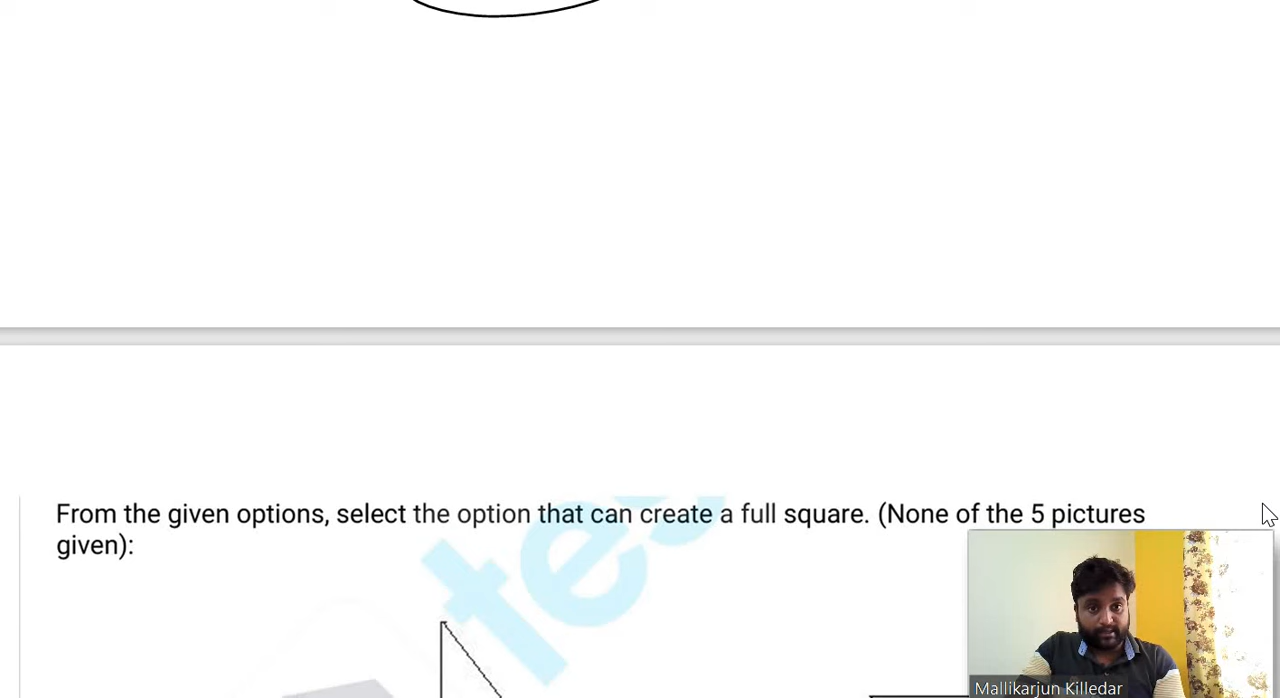 From the given options, select the option that can create a full square. (None of the 5 pictures
given):
Mallikarjun Killedar